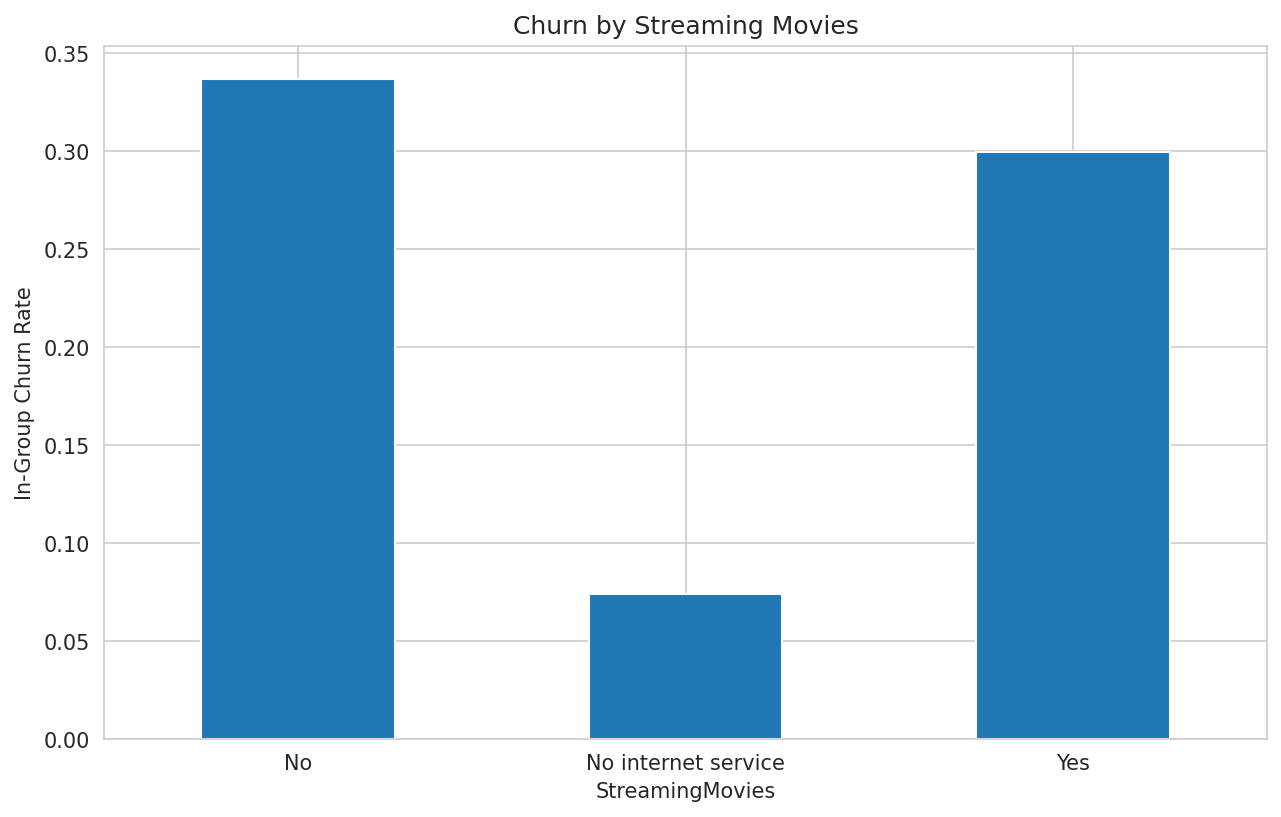 Churn by Streaming Movies
0.35
0.30
0.25
0.20
0.15
0.10
0.05
0.00
In-Group Churn Rate
No
No internet service
Yes
StreamingMovies